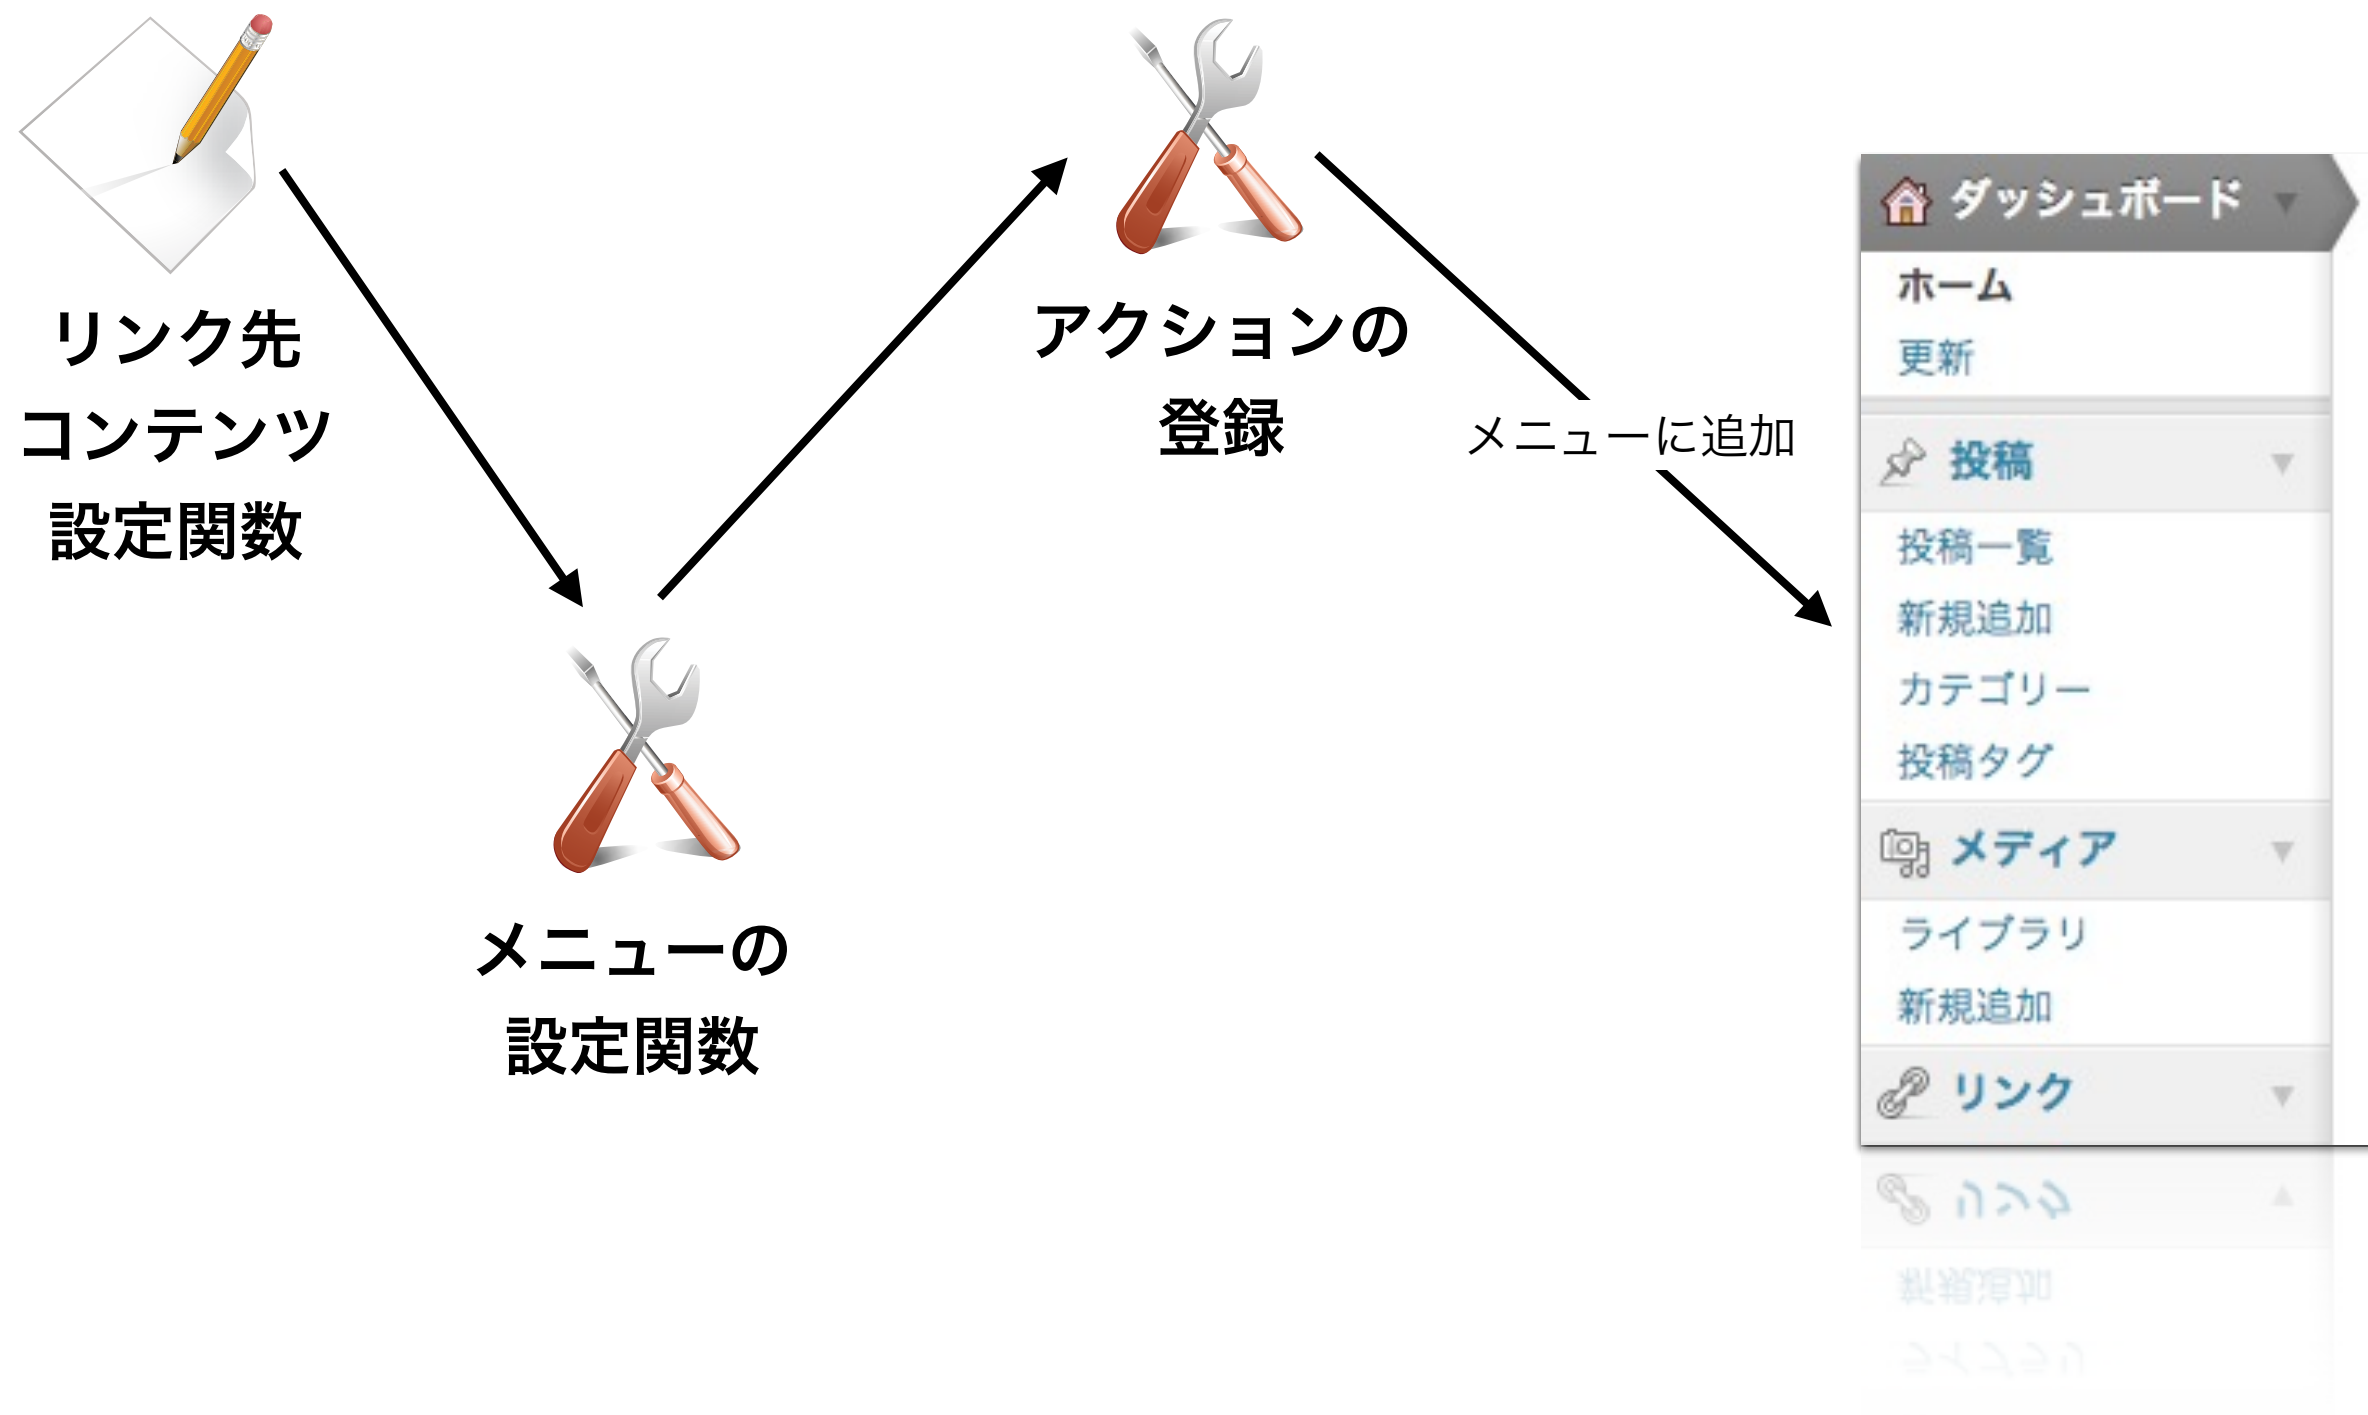 リンク先
コンテンツ
設定関数
メニューの
設定関数
アクションの
登録
メニューに追加
ダッシュボード
ホーム
更新
投稿
投稿一覧
新規追加
カテゴリー
投稿タグ
メディア
ライブラリ
新規追加
リンク